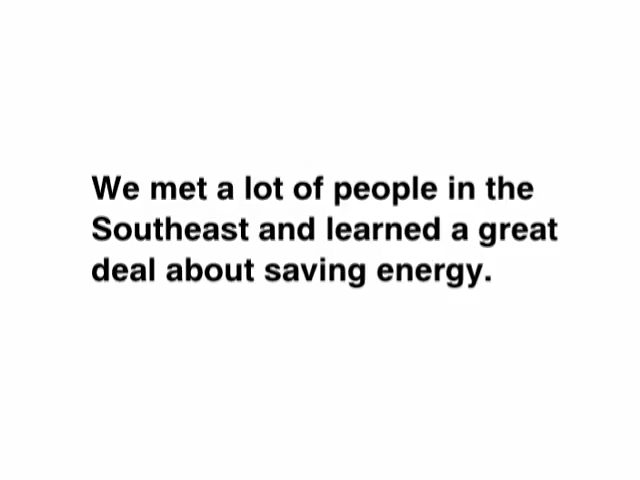 We met a lot of people in the
Southeast and learned a great
deal about saving energy.